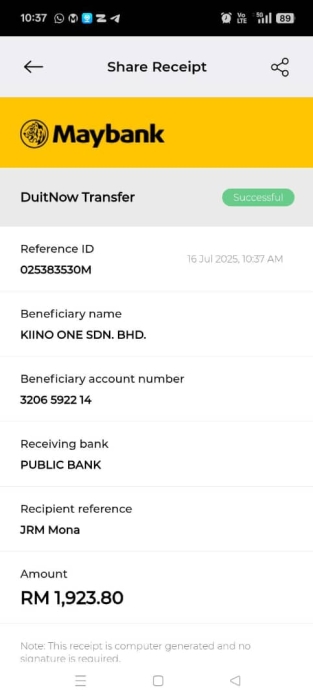 10:37
Vo LTE 5G 89
Share Receipt
Maybank
DuitNow Transfer
Successful
Reference ID
16 Jul 2025, 10:37 AM
025383530M
Beneficiary name
KIINO ONE SDN. BHD.
Beneficiary account number
3206 5922 14
Receiving bank
PUBLIC BANK
Recipient reference
JRM Mona
Amount
RM 1,923.80
Note: This receipt is computer generated and no
signature is required.